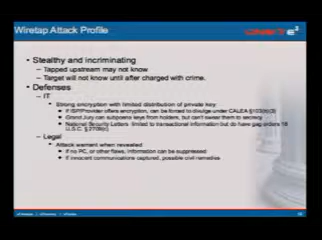 Wiretap Attack Profile
• Stealthy and incriminating
– Tapped upstream may not know
– Target will not know until after charged with crime.
• Defenses
– IT
• Strong encryption with limited distribution of private key
• If ISP/Provider offers encryption, can be forced to divulge under CALEA
• Grand Jury can subpoena keys from holders, but can't swear them to secrecy
• National Security Letters limited to transactional information but do have gag orders 18
U.S.C. §
– Legal
• Attack warrant when revealed
• If no PC, or other flaws, information can be suppressed
• If innocent communications captured, possible civil remedies